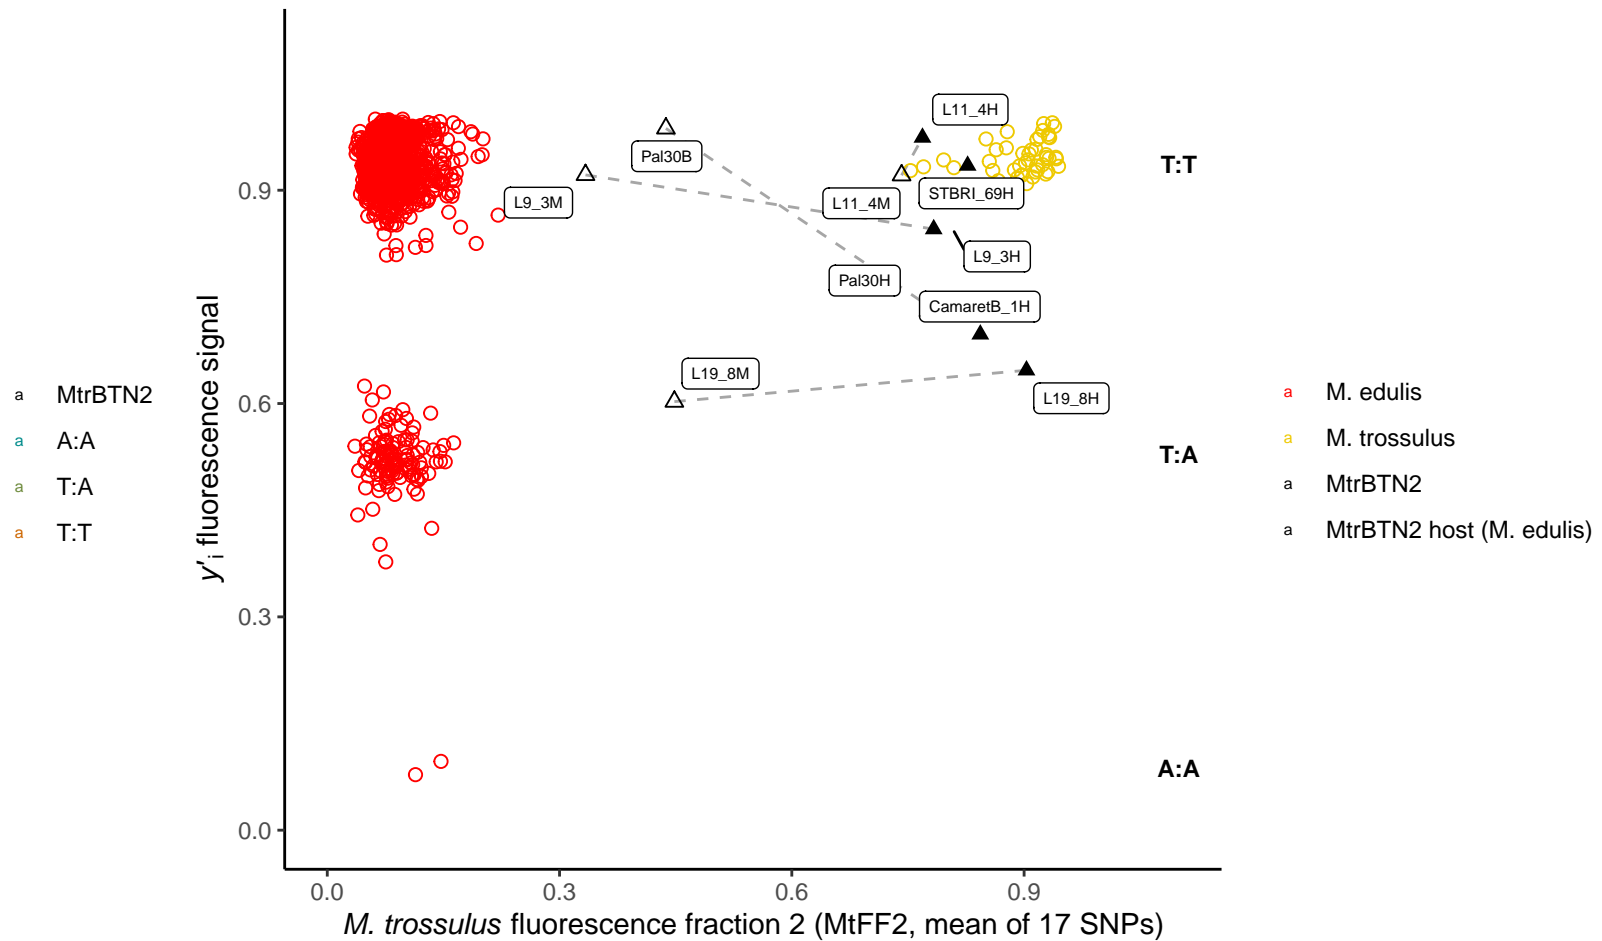 L11_4H
Pal30B
T:T
STBRI_69H
L9_3M
L11_4M
L9_3H
Pal30H
CamaretB_1H
L19_8M
L19_8H
T:A
A:A
0.9
0.6
0.3
0.0
y'i fluorescence signal
0.0 0.3 0.6 0.9
M. trossulus fluorescence fraction 2 (MtFF2, mean of 17 SNPs)
a MtrBTN2
a A:A
a T:A
a T:T
a M. edulis
a M. trossulus
a MtrBTN2
a MtrBTN2 host (M. edulis)